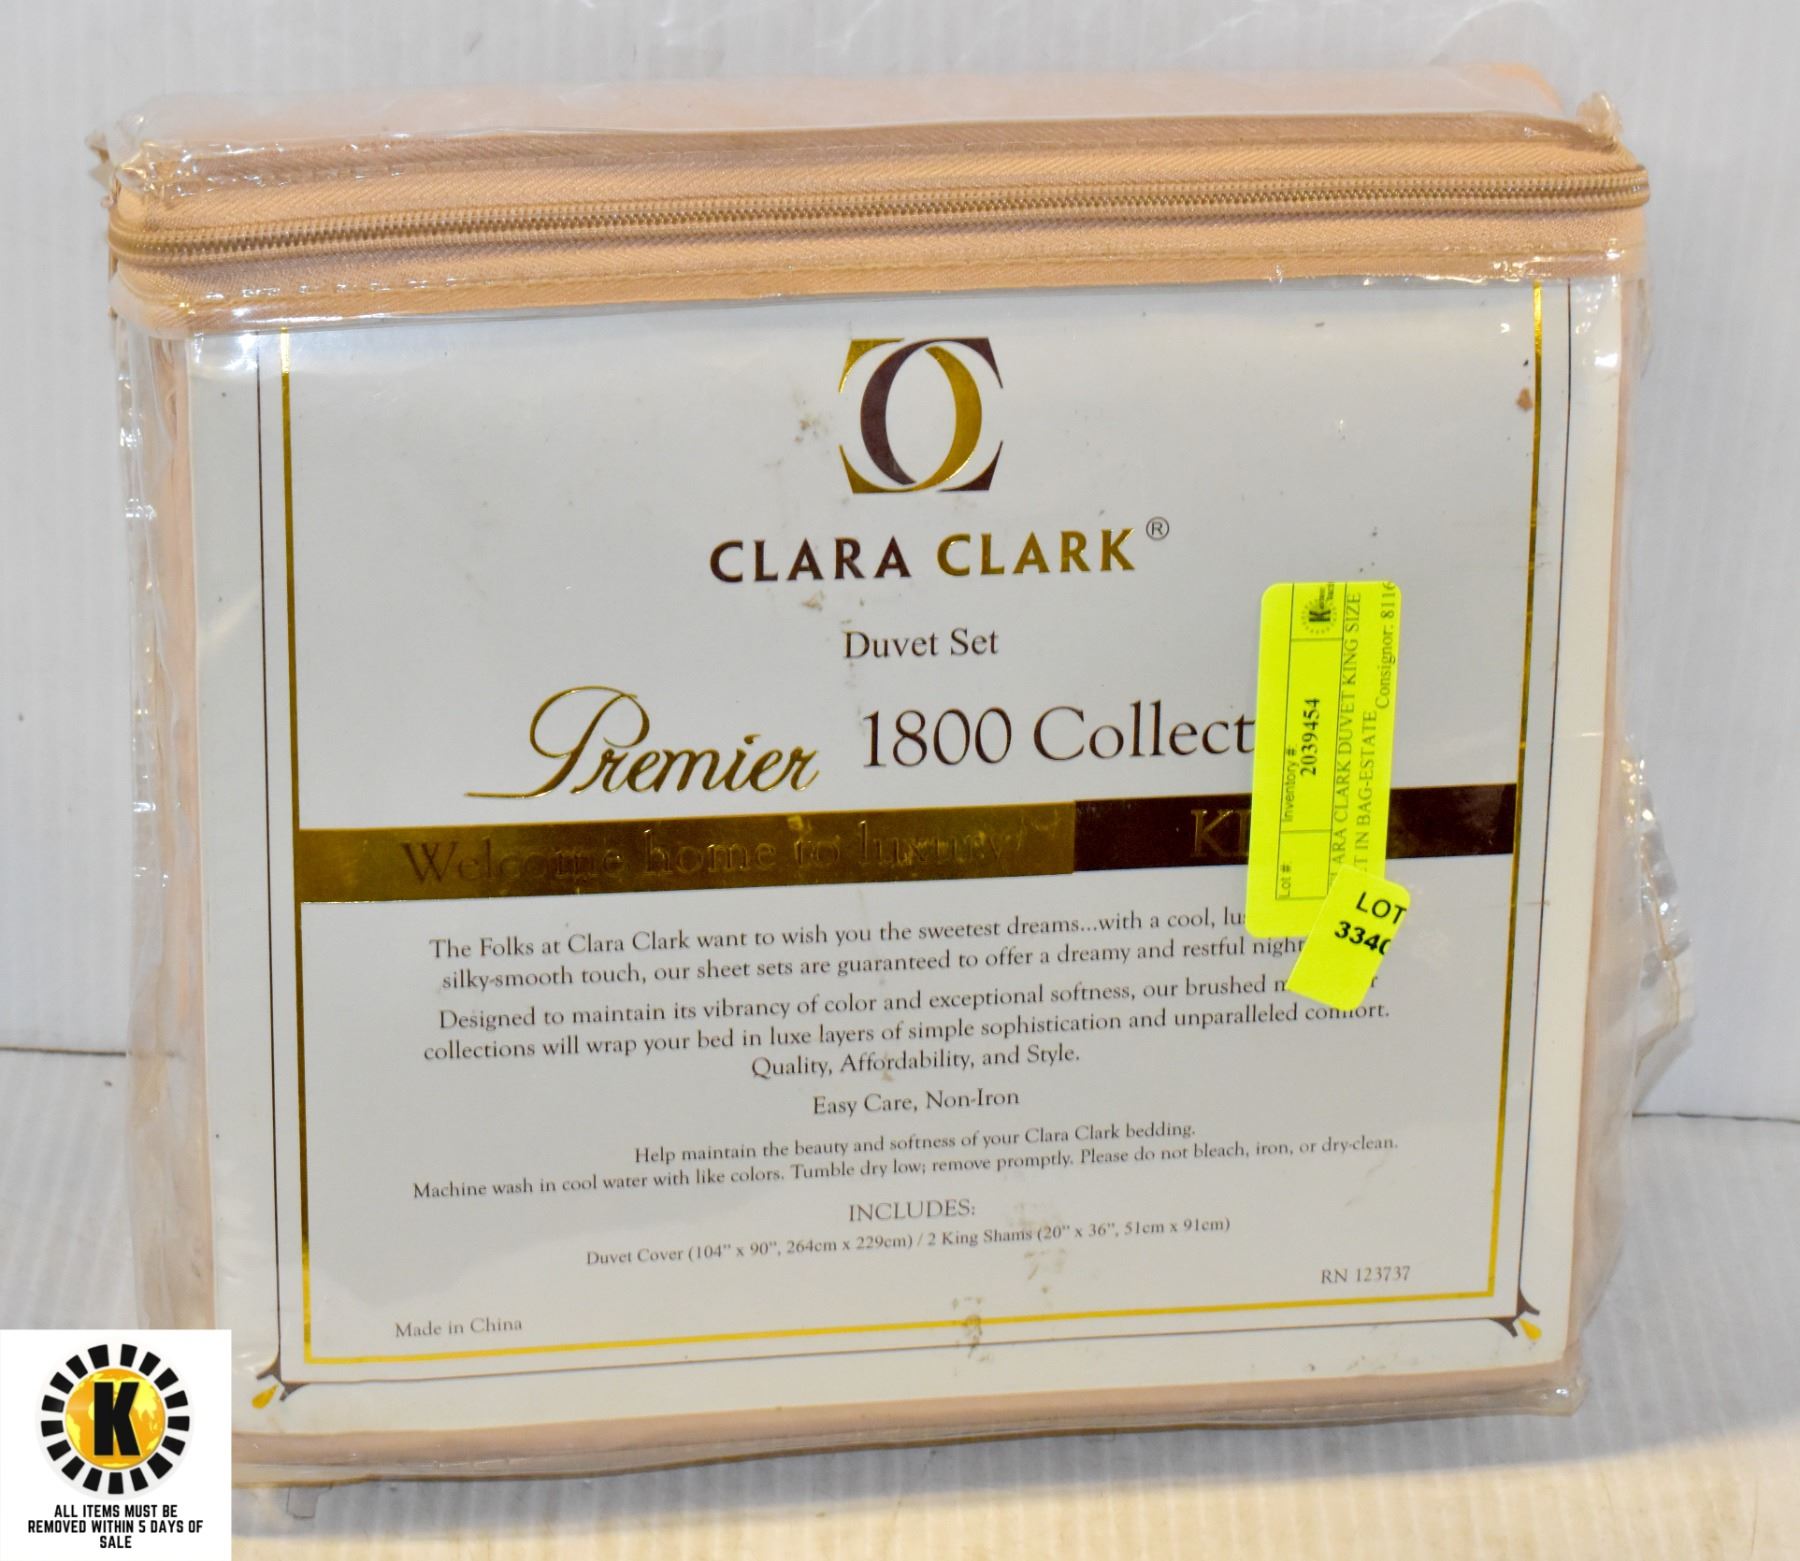 CLARA CLARK®
Duvet Set
Premier 1800 Collect
Welcome home to luxury
The Folks at Clara Clark want to wish you the sweetest dreams...with a cool,
silky-smooth touch, our sheet sets are guaranteed to offer a dreamy and restful night
Designed to maintain its vibrancy of color and exceptional softness, our brushed
collections will wrap your bed in luxe layers of simple sophistication and unparalleled comfort.
Quality, Affordability, and Style.
Easy Care, Non-Iron
Help maintain the beauty and softness of your Clara Clark bedding.
Machine wash in cool water with like colors. Tumble dry low; remove promptly. Please do not bleach, iron, or dry-clean.
INCLUDES:
Duvet Cover (104" x 90", 264cm x 229cm) / 2 King Shams (20" x 36", 51cm x 91cm)
RN 123737
Made in China
Lot #: Inventory #:
2039454
K
LARA CLARK DUVET KING SIZE
IN BAG-ESTATE
Consignor: 8116
LOT
3340
K
ALL ITEMS MUST BE
REMOVED WITHIN 5 DAYS OF
SALE